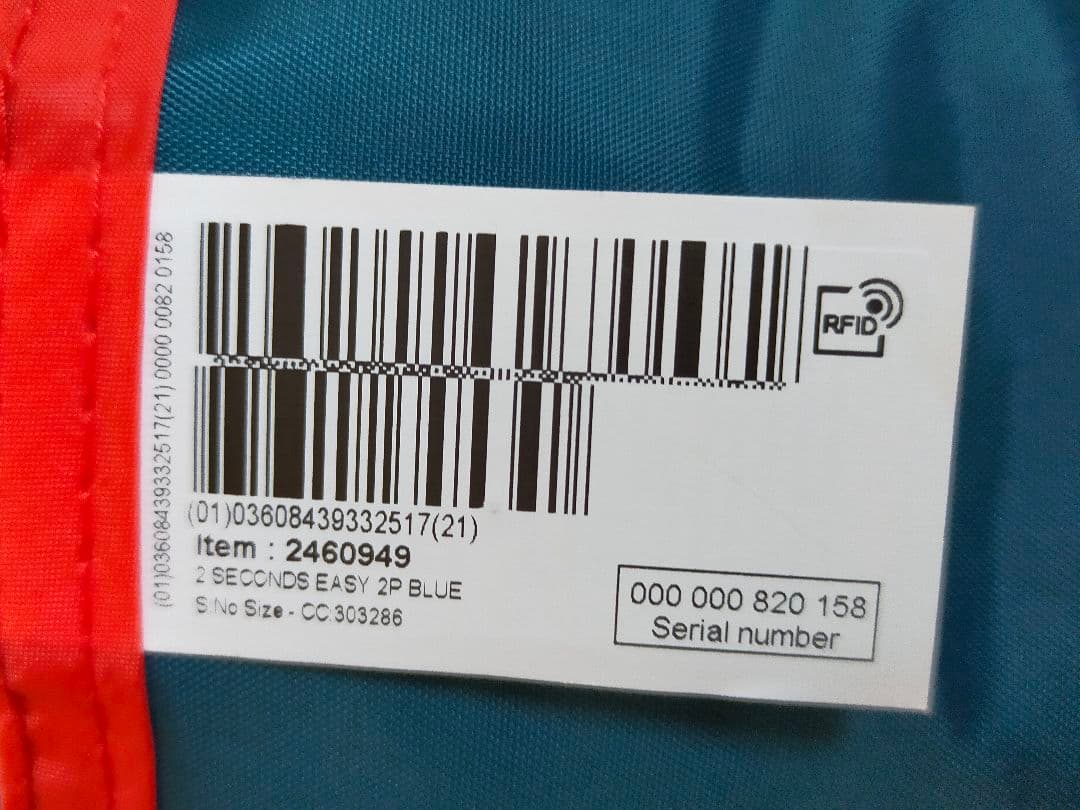 (01)03608439332517(21) 0000 0082 0158
RFID
(01)03608439332517(21)
Item : 2460949
2 SECONDS EASY 2P BLUE
S.No Size - CC.303286
000 000 820 158
Serial number